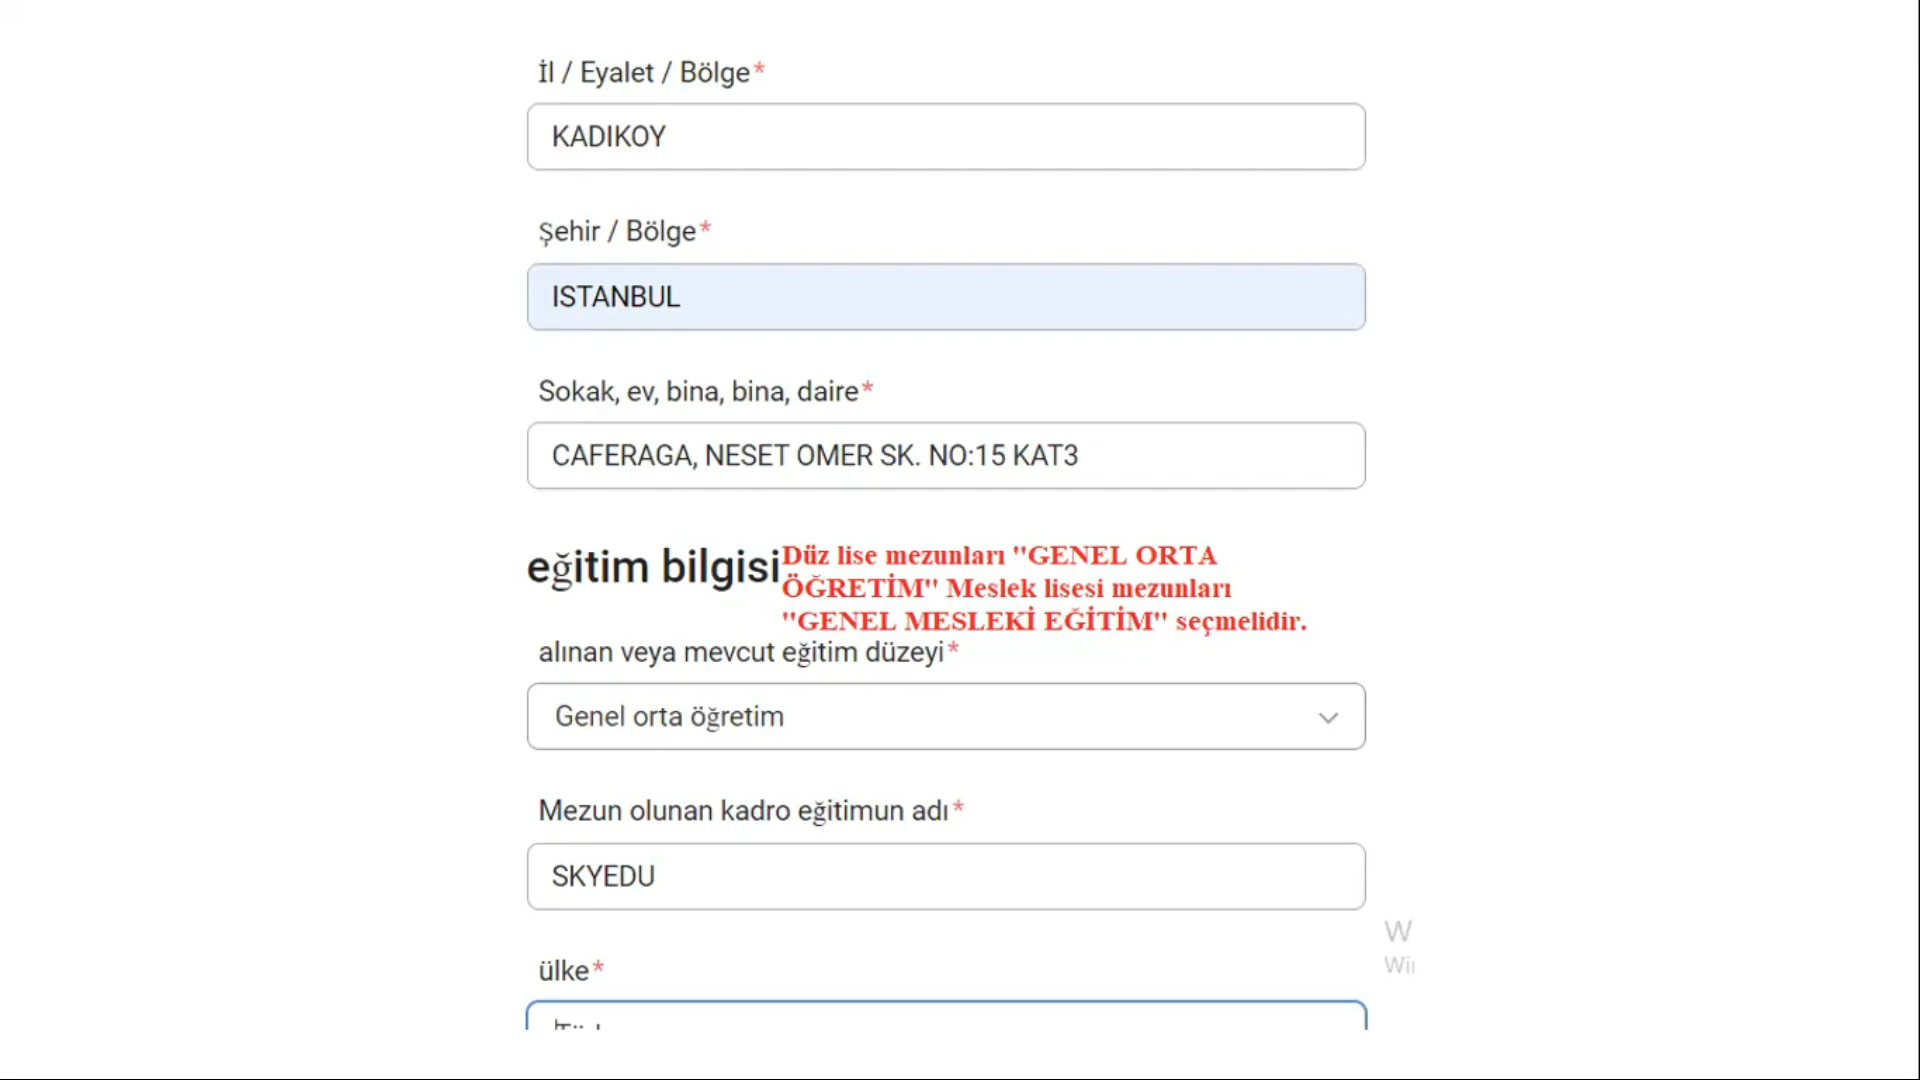 İl / Eyalet / Bölge*
KADIKOY
Şehir / Bölge*
ISTANBUL
Sokak, ev, bina, bina, daire*
CAFERAGA, NESET OMER SK. NO:15 KAT3
eğitim bilgisi
Düz lise mezunları "GENEL ORTA
ÖĞRETİM" Meslek lisesi mezunları
"GENEL MESLEKİ EĞİTİM" seçmelidir.
alınan veya mevcut eğitim düzeyi*
Genel orta öğretim
Mezun olunan kadro eğitimun adı*
SKYEDU
W
Wi
ülke*